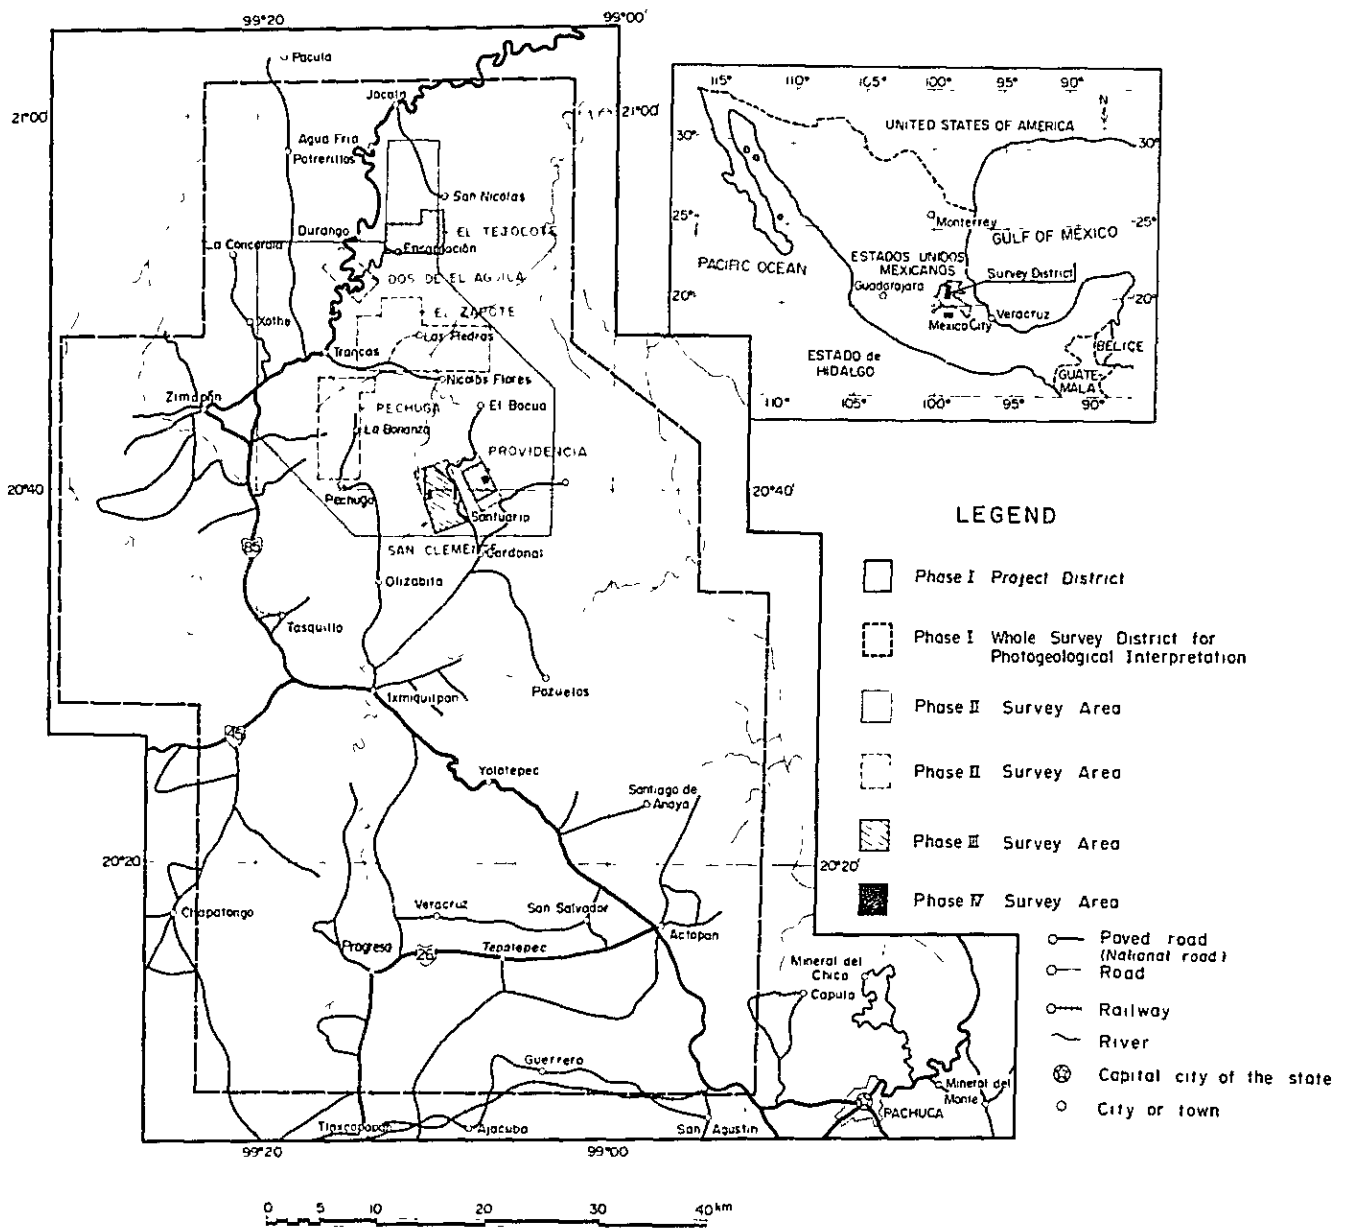 99°20
99°00'
Pacula
Jacala
21°00'
21°00'
Agua Fria
Potrerillos
San Nicolas
Durango
EL TEJOCOTE
La Concordia
Encarnación
DOS DE EL AGUILA
EL ZAPOTE
Xothe
Las Piedras
Trancas
Nicolás Flores
Zimapán
PECHUGA
El Bocua
La Bonanza
PROVIDENCIA
20°40
20°40'
Pechuga
Santuario
85
SAN CLEMENTE
Cardonal
Olizabita
Tasquillo
Ixmiquilpan
Pozuelos
45
Yolotepec
Santiago de
Anaya
20°20
20°20'
Chapatongo
Veracruz
San Salvador
Actopan
Progreso
26
Tepatepec
Mineral del
Chico
Capula
Guerrero
Mineral del
Monte
PACHUCA
Tlaxcoapan
Ajacuba
San Agustín
99°20
99°00'
0 5 10 20 30 40km
115° 110° 105° 100° 95° 90°
N
UNITED STATES OF AMERICA
30°
30°
25°
25°
Monterrey
GULF OF MÉXICO
PACIFIC OCEAN
ESTADOS UNIDOS
MEXICANOS
Survey District
Guadarajara
20°
20°
Mexico City
Veracruz
BELICE
ESTADO de
HIDALGO
GUATE-
MALA
110° 105° 100° 95° 90°
LEGEND
Phase I Project District
Phase I Whole Survey District for
Photogeological Interpretation
Phase II Survey Area
Phase II Survey Area
Phase III Survey Area
Phase IV Survey Area
Paved road
(National road)
Road
Railway
River
Capital city of the state
City or town